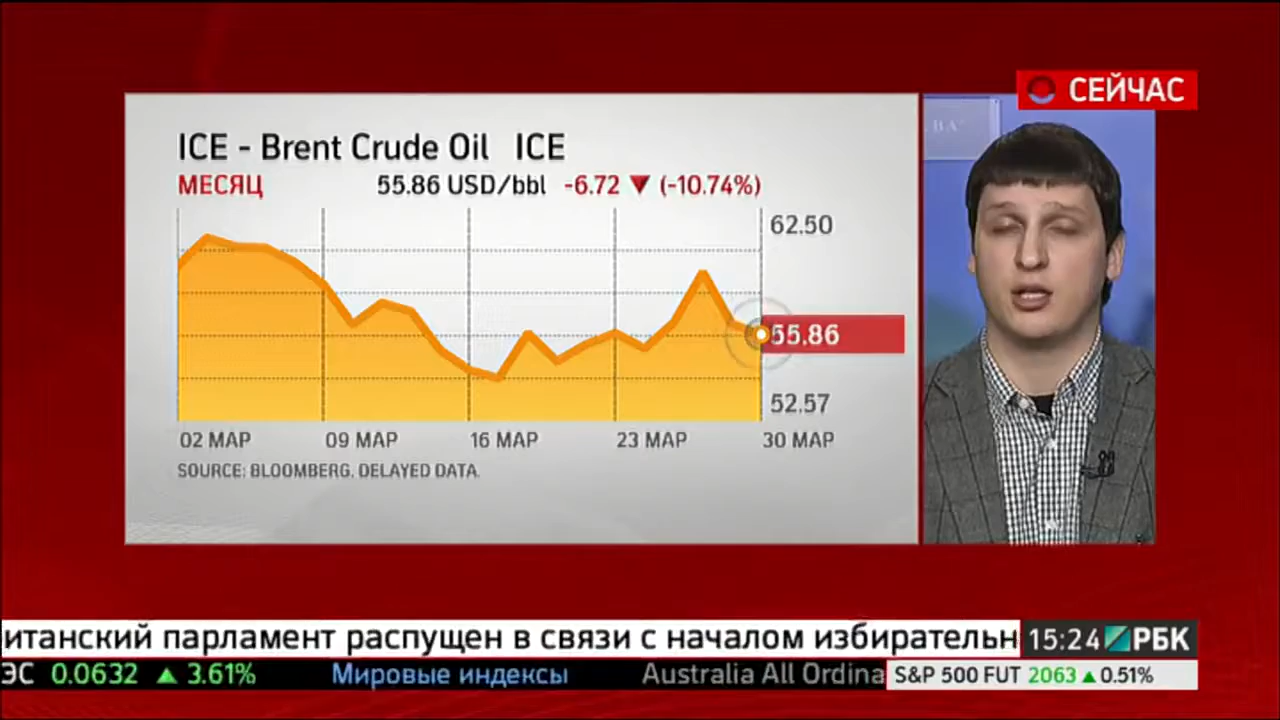 СЕЙЧАС
ICE - Brent Crude Oil ICE
МЕСЯЦ 55.86 USD/bbl -6.72 ▼ (-10.74%)
62.50
55.86
52.57
02 МАР 09 МАР 16 МАР 23 МАР 30 МАР
SOURCE: BLOOMBERG. DELAYED DATA.
итанский парламент распущен в связи с началом избирательн
15:24 РБК
ЭС 0.0632 ▲ 3.61% Мировые индексы Australia All Ordina
S&P 500 FUT 2063 ▲ 0.51%